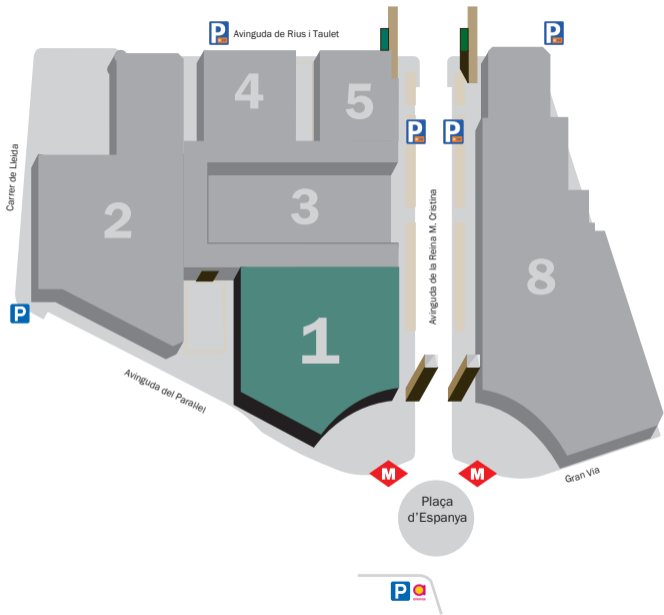 P
Avinguda de Rius i Taulet
P
4
5
P
P
Carrer de Lleida
2
3
Avinguda de la Reina M. Cristina
8
P
1
Avinguda del Paral·lel
M
M
Gran Via
Plaça
d'Espanya
P
a